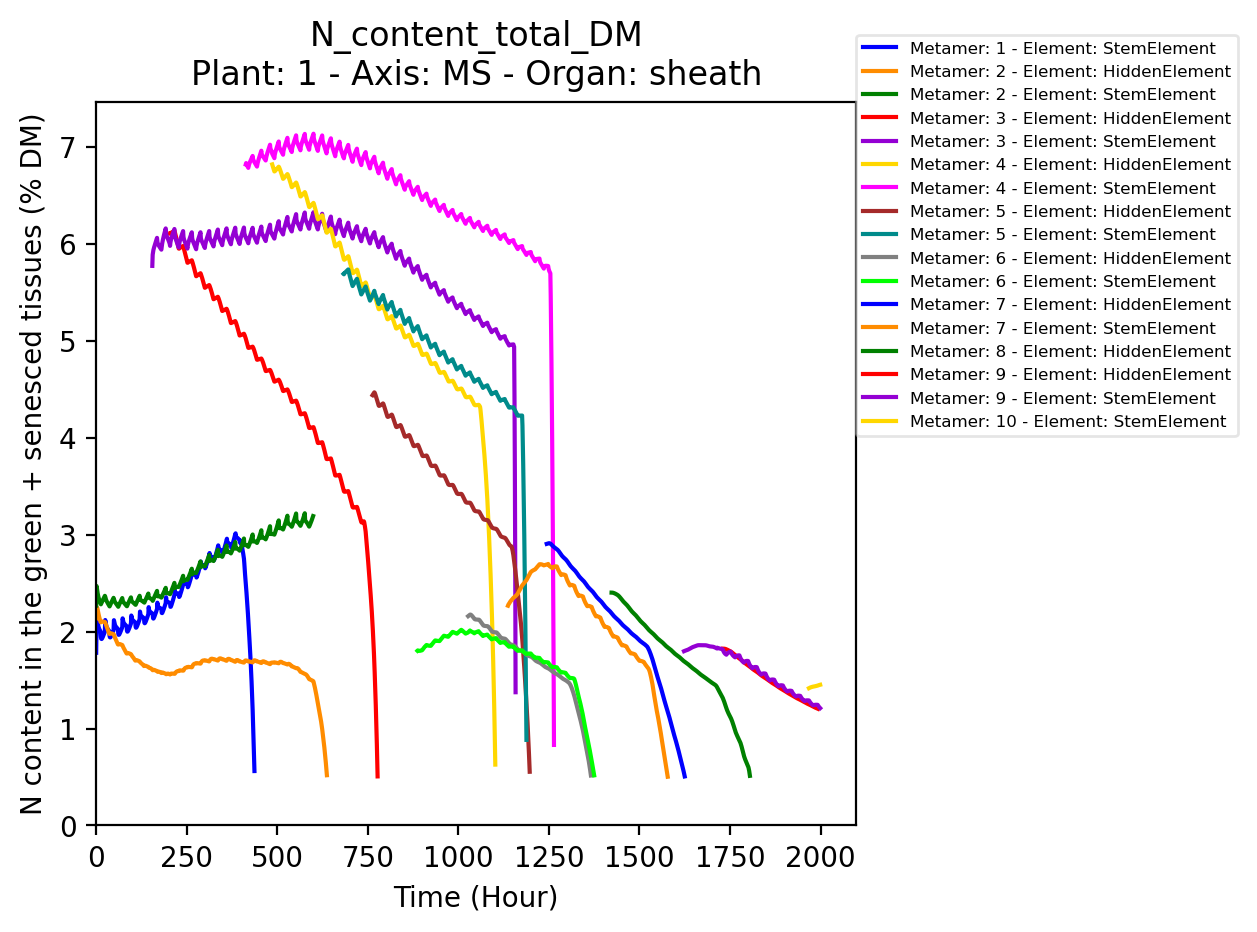 N_content_total_DM
Plant: 1 - Axis: MS - Organ: sheath
N content in the green + senesced tissues (% DM)
7
6
5
4
3
2
1
0
0 250 500 750 1000 1250 1500 1750 2000
Time (Hour)
Metamer: 1 - Element: StemElement
Metamer: 2 - Element: HiddenElement
Metamer: 2 - Element: StemElement
Metamer: 3 - Element: HiddenElement
Metamer: 3 - Element: StemElement
Metamer: 4 - Element: HiddenElement
Metamer: 4 - Element: StemElement
Metamer: 5 - Element: HiddenElement
Metamer: 5 - Element: StemElement
Metamer: 6 - Element: HiddenElement
Metamer: 6 - Element: StemElement
Metamer: 7 - Element: HiddenElement
Metamer: 7 - Element: StemElement
Metamer: 8 - Element: HiddenElement
Metamer: 9 - Element: HiddenElement
Metamer: 9 - Element: StemElement
Metamer: 10 - Element: StemElement